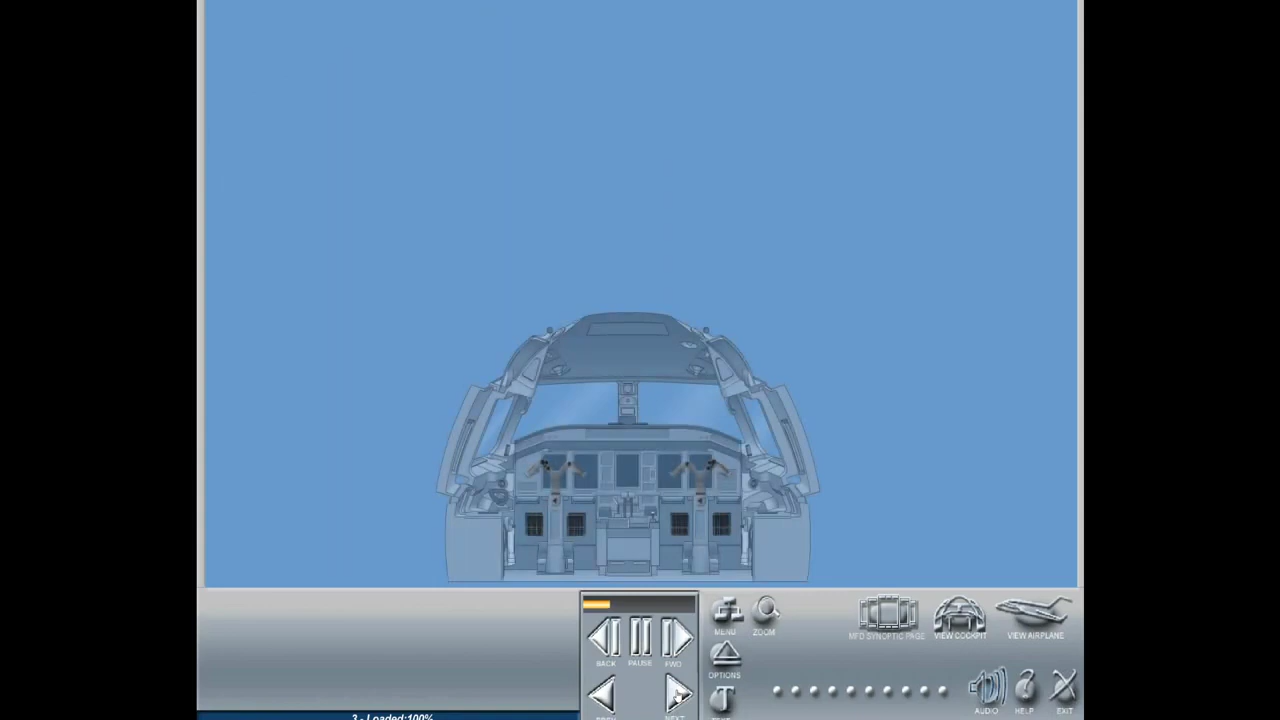 MENU
ZOOM
MFD SYNOPTIC PAGE
VIEW COCKPIT
VIEW AIRPLANE
BACK
PAUSE
FWD
OPTIONS
T
AUDIO
HELP
EXIT
NEXT
3 - Loaded:100%